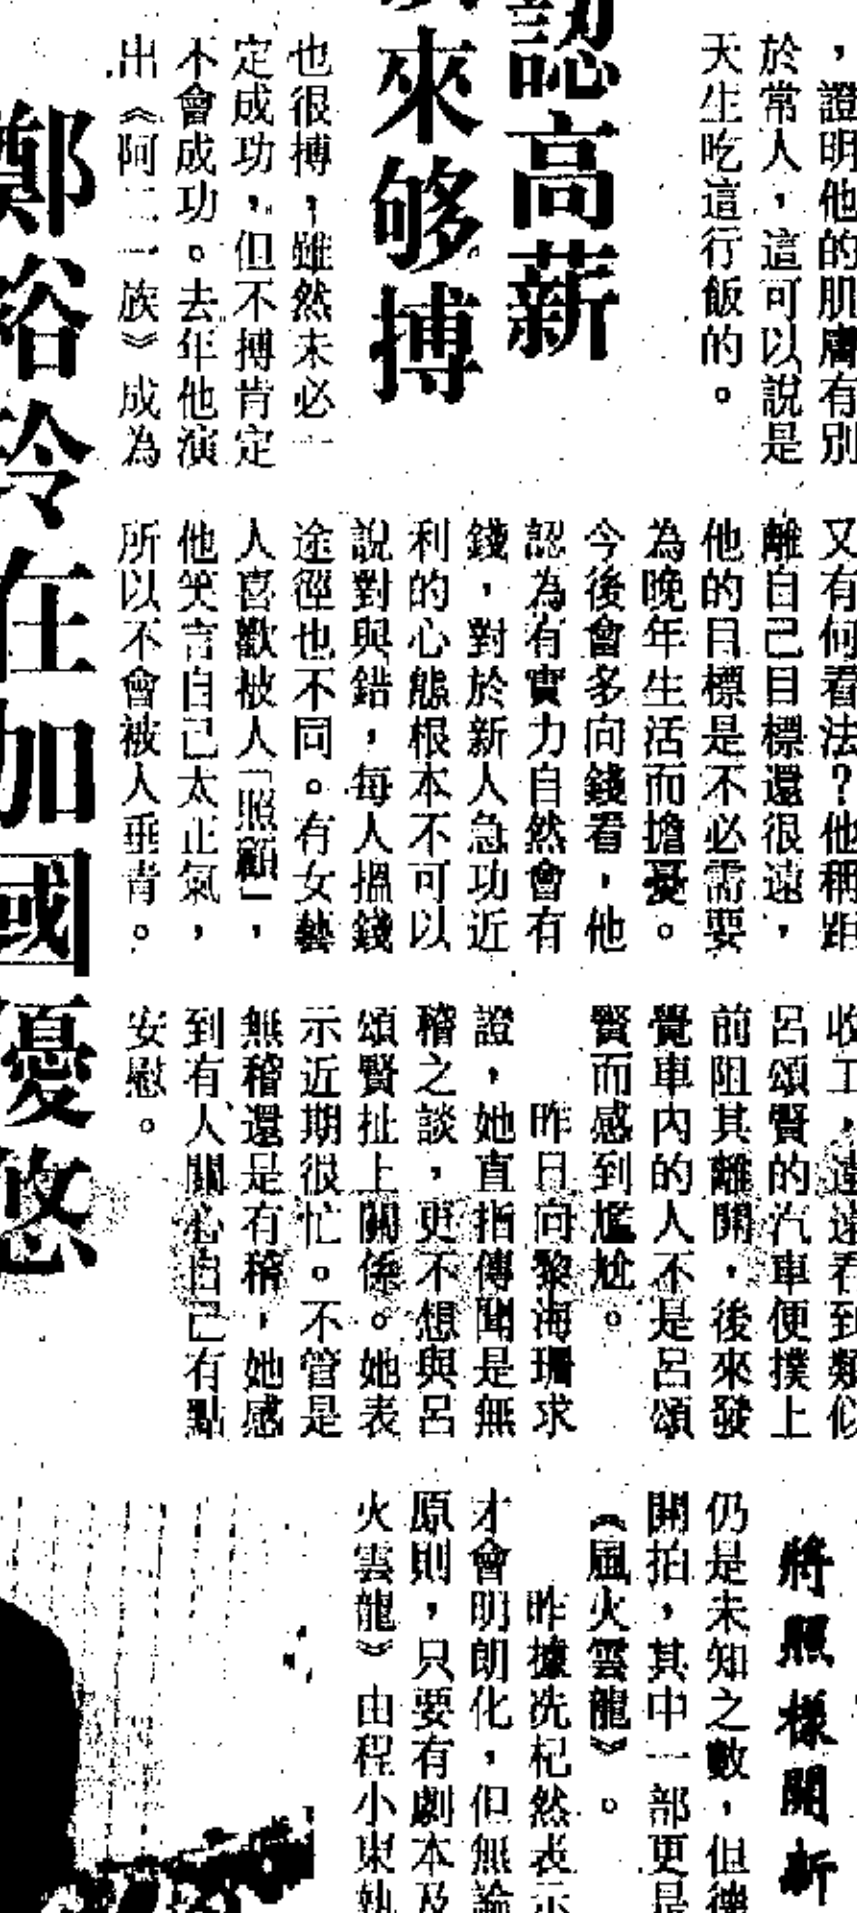 ，證明他的肌膚有別
於常人，這可以說是
天生吃這行飯的。
認高薪
來够搏
也很搏，雖然未必一
定成功，但不搏肯定
不會成功。去年他演
出《阿二一族》成為
鄭裕玲在加國優悠
又有何看法？他稱距
離自己目標還很遠，
他的目標是不必需要
為晚年生活而擔憂。
今後會多向錢看，他
認為有實力自然會有
錢，對於新人急功近
利的心態根本不可以
說對與錯，每人搵錢
途徑也不同。有女藝
人喜歡被人「照顧」，
他笑言自己太正氣，
所以不會被人垂青。
收工，遠遠看到類似
呂頌賢的汽車便撲上
前阻其離開，後來發
覺車內的人不是呂頌
賢而感到尷尬。
昨日向黎海珊求
證，她直指傳聞是無
稽之談，更不想與呂
頌賢扯上關係。她表
示近期很忙。不管是
無稽還是有稽，她感
到有人關心自己有點
安慰。
將照樣開新
仍是未知之數，但德
開拍，其中一部更是
《風火雲龍》。
昨據冼杞然表示
才會明朗化，但無論
原則，只要有劇本及
火雲龍》由程小東執